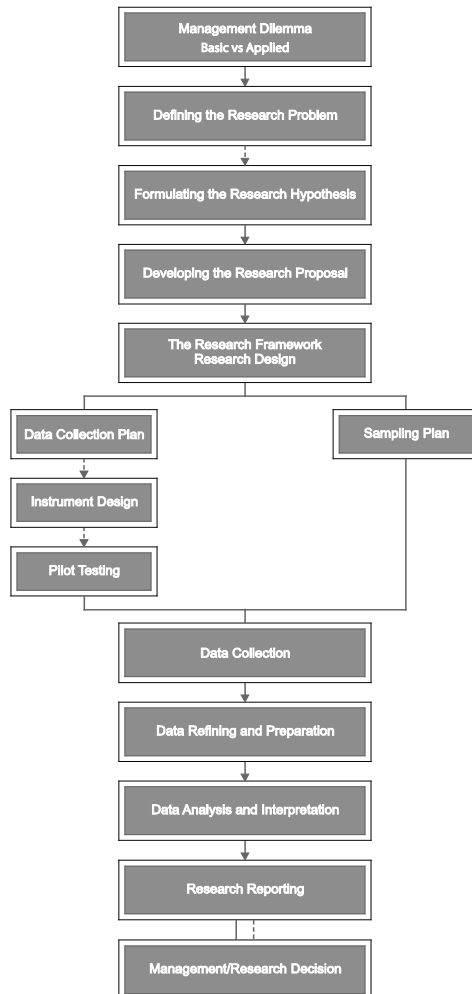 Management Dilemma
Basic vs Applied
Defining the Research Problem
Formulating the Research Hypothesis
Developing the Research Proposal
The Research Framework
Research Design
Data Collection Plan
Sampling Plan
Instrument Design
Pilot Testing
Data Collection
Data Refining and Preparation
Data Analysis and Interpretation
Research Reporting
Management/Research Decision